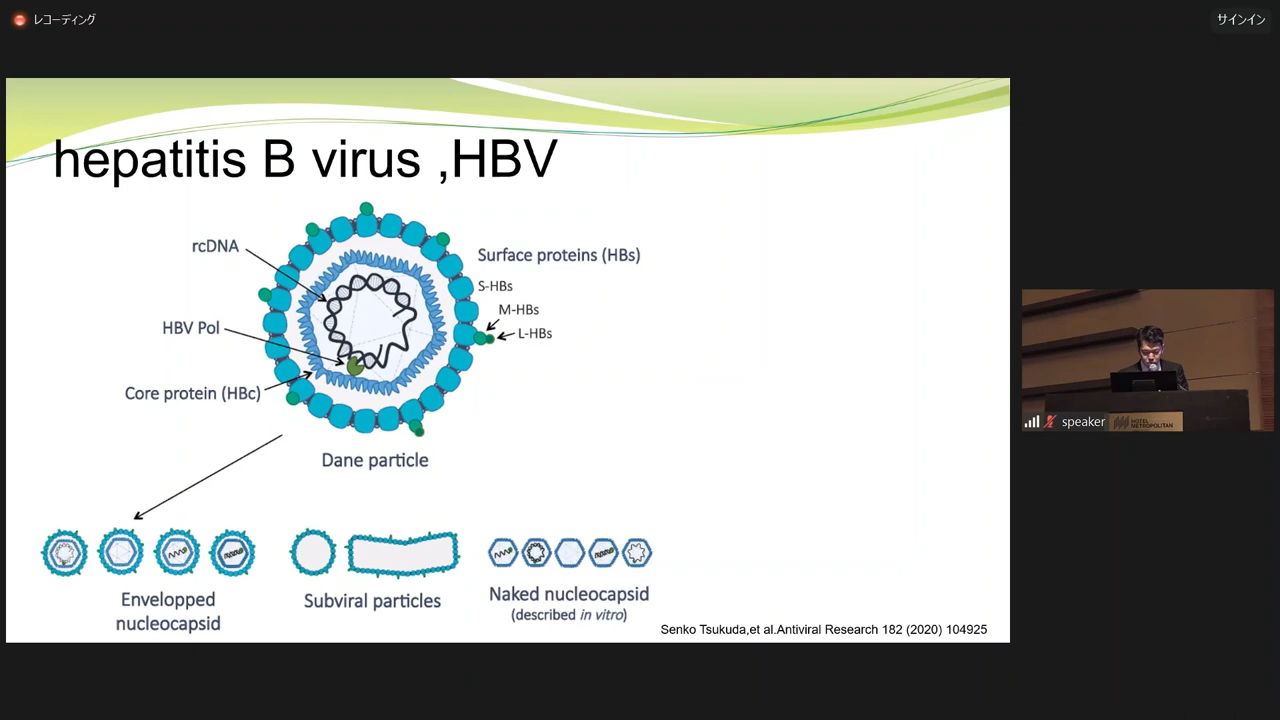 レコーディング
サインイン
hepatitis B virus ,HBV
rcDNA
HBV Pol
Core protein (HBc)
Surface proteins (HBs)
S-HBs
M-HBs
L-HBs
Dane particle
Envelopped
nucleocapsid
Subviral particles
Naked nucleocapsid
(described in vitro)
Senko Tsukuda,et al.Antiviral Research 182 (2020) 104925
speaker
HOTEL
METROPOLITAN